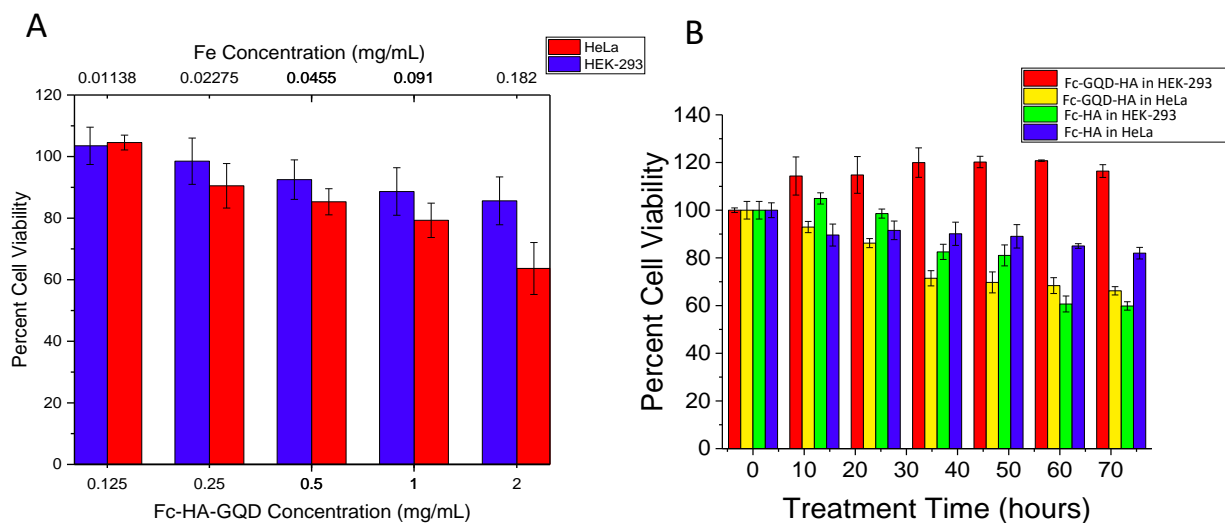 A
Fe Concentration (mg/mL)
HeLa
HEK-293
0.01138 0.02275 0.0455 0.091 0.182
120
100
80
60
40
20
0
Percent Cell Viability
0.125 0.25 0.5 1 2
Fc-HA-GQD Concentration (mg/mL)
B
Fc-GQD-HA in HEK-293
Fc-GQD-HA in HeLa
Fc-HA in HEK-293
Fc-HA in HeLa
140
120
100
80
60
40
20
0
Percent Cell Viability
0 10 20 30 40 50 60 70
Treatment Time (hours)